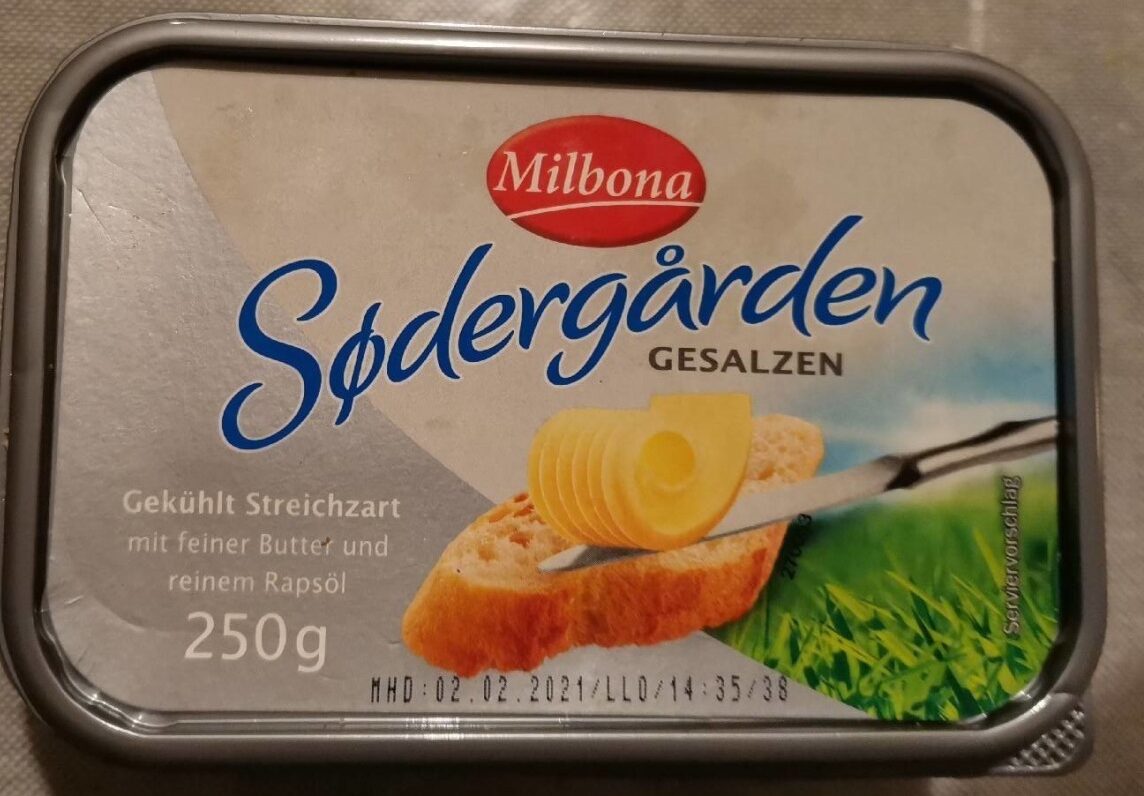 Milbona
Sødergården
GESALZEN
Gekühlt Streichzart
mit feiner Butter und
reinem Rapsöl
250g
Serviervorschlag
MHD:02.02.2021/LLO/14:35/38